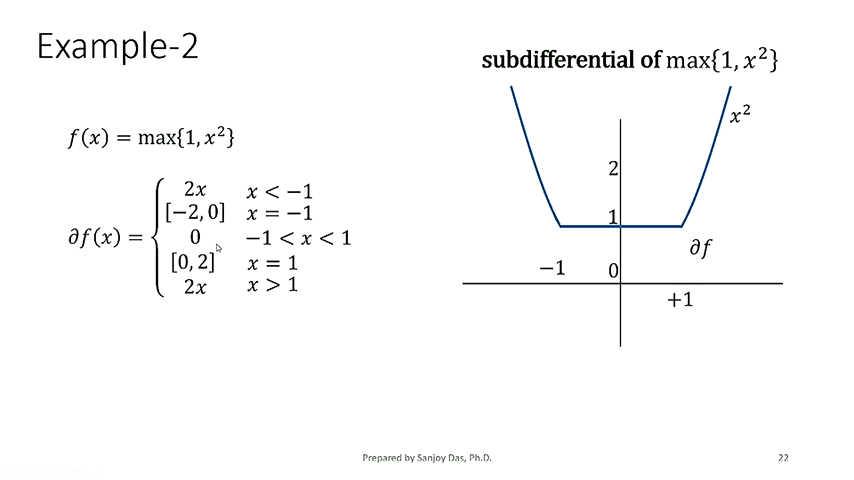 Example-2
subdifferential of max{1, x²}
f(x) = max{1, x²}
∂f(x) = { 2x x < −1
[−2, 0] x = −1
0 −1 < x < 1
[0, 2] x = 1
2x x > 1
x²
2
1
∂f
−1 0
+1
Prepared by Sanjoy Das, Ph.D. 22